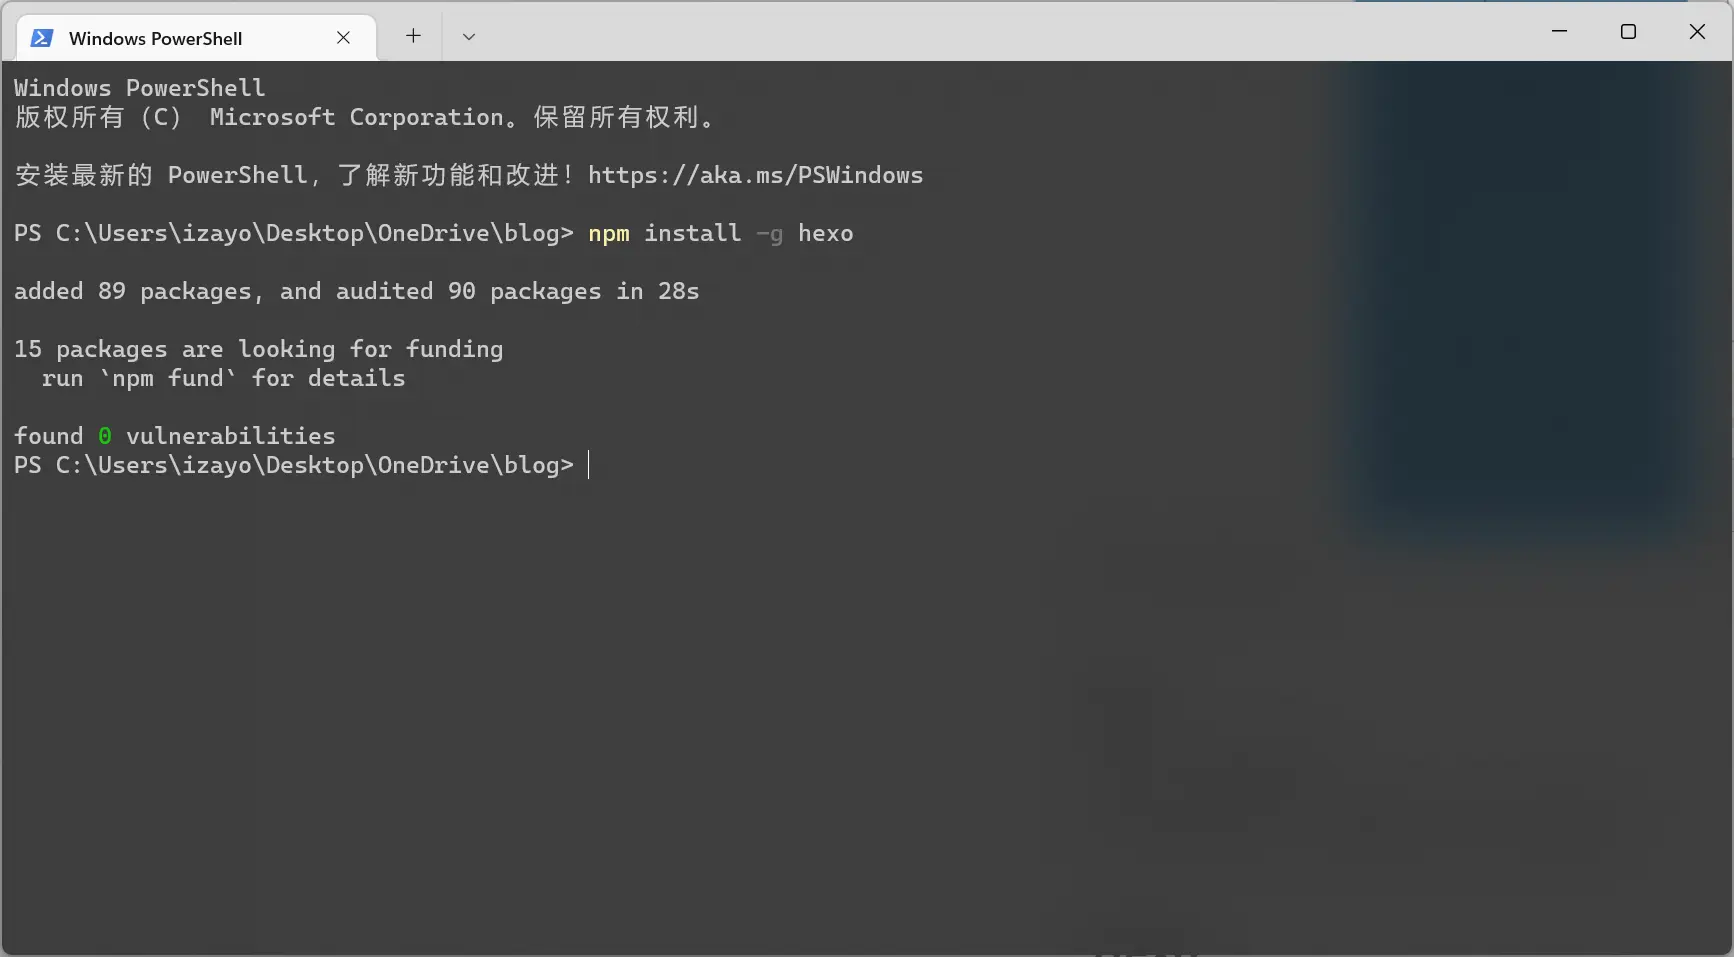 Windows PowerShell
Windows PowerShell
版权所有 (C) Microsoft Corporation。保留所有权利。
安装最新的 PowerShell，了解新功能和改进！https://aka.ms/PSWindows
PS C:\Users\izayo\Desktop\OneDrive\blog> npm install -g hexo
added 89 packages, and audited 90 packages in 28s
15 packages are looking for funding
  run `npm fund` for details
found 0 vulnerabilities
PS C:\Users\izayo\Desktop\OneDrive\blog>